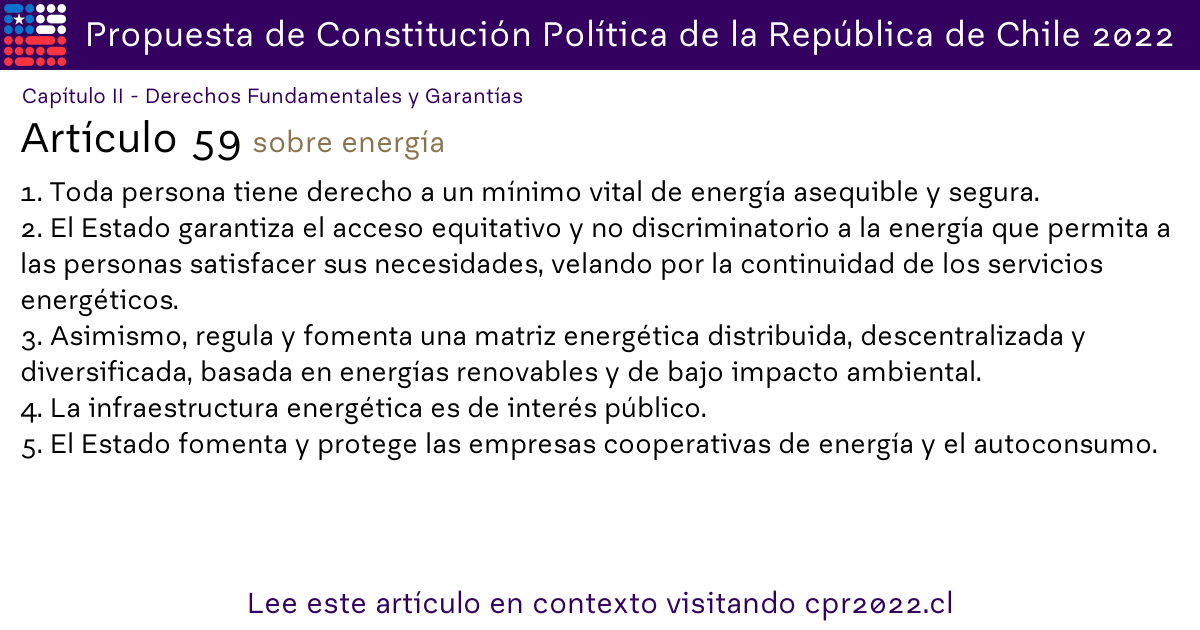 Propuesta de Constitución Política de la República de Chile 2022
Capítulo II - Derechos Fundamentales y Garantías
Artículo 59 sobre energía
1. Toda persona tiene derecho a un mínimo vital de energía asequible y segura.
2. El Estado garantiza el acceso equitativo y no discriminatorio a la energía que permita a
las personas satisfacer sus necesidades, velando por la continuidad de los servicios
energéticos.
3. Asimismo, regula y fomenta una matriz energética distribuida, descentralizada y
diversificada, basada en energías renovables y de bajo impacto ambiental.
4. La infraestructura energética es de interés público.
5. El Estado fomenta y protege las empresas cooperativas de energía y el autoconsumo.
Lee este artículo en contexto visitando cpr2022.cl